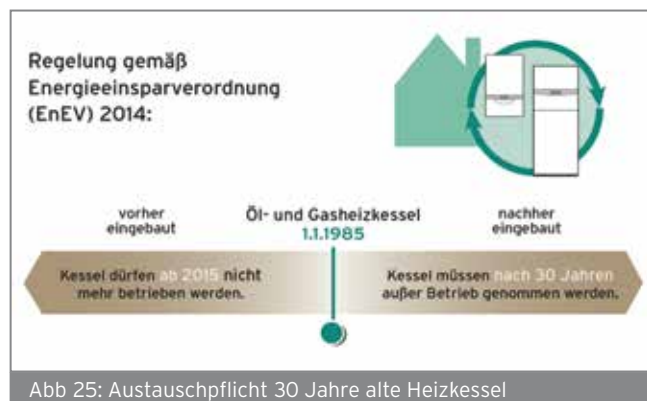 Regelung gemäß
Energieeinsparverordnung
(EnEV) 2014:
vorher
eingebaut
Öl- und Gasheizkessel
1.1.1985
nachher
eingebaut
Kessel dürfen ab 2015 nicht
mehr betrieben werden.
Kessel müssen nach 30 Jahren
außer Betrieb genommen werden.
Abb 25: Austauschpflicht 30 Jahre alte Heizkessel